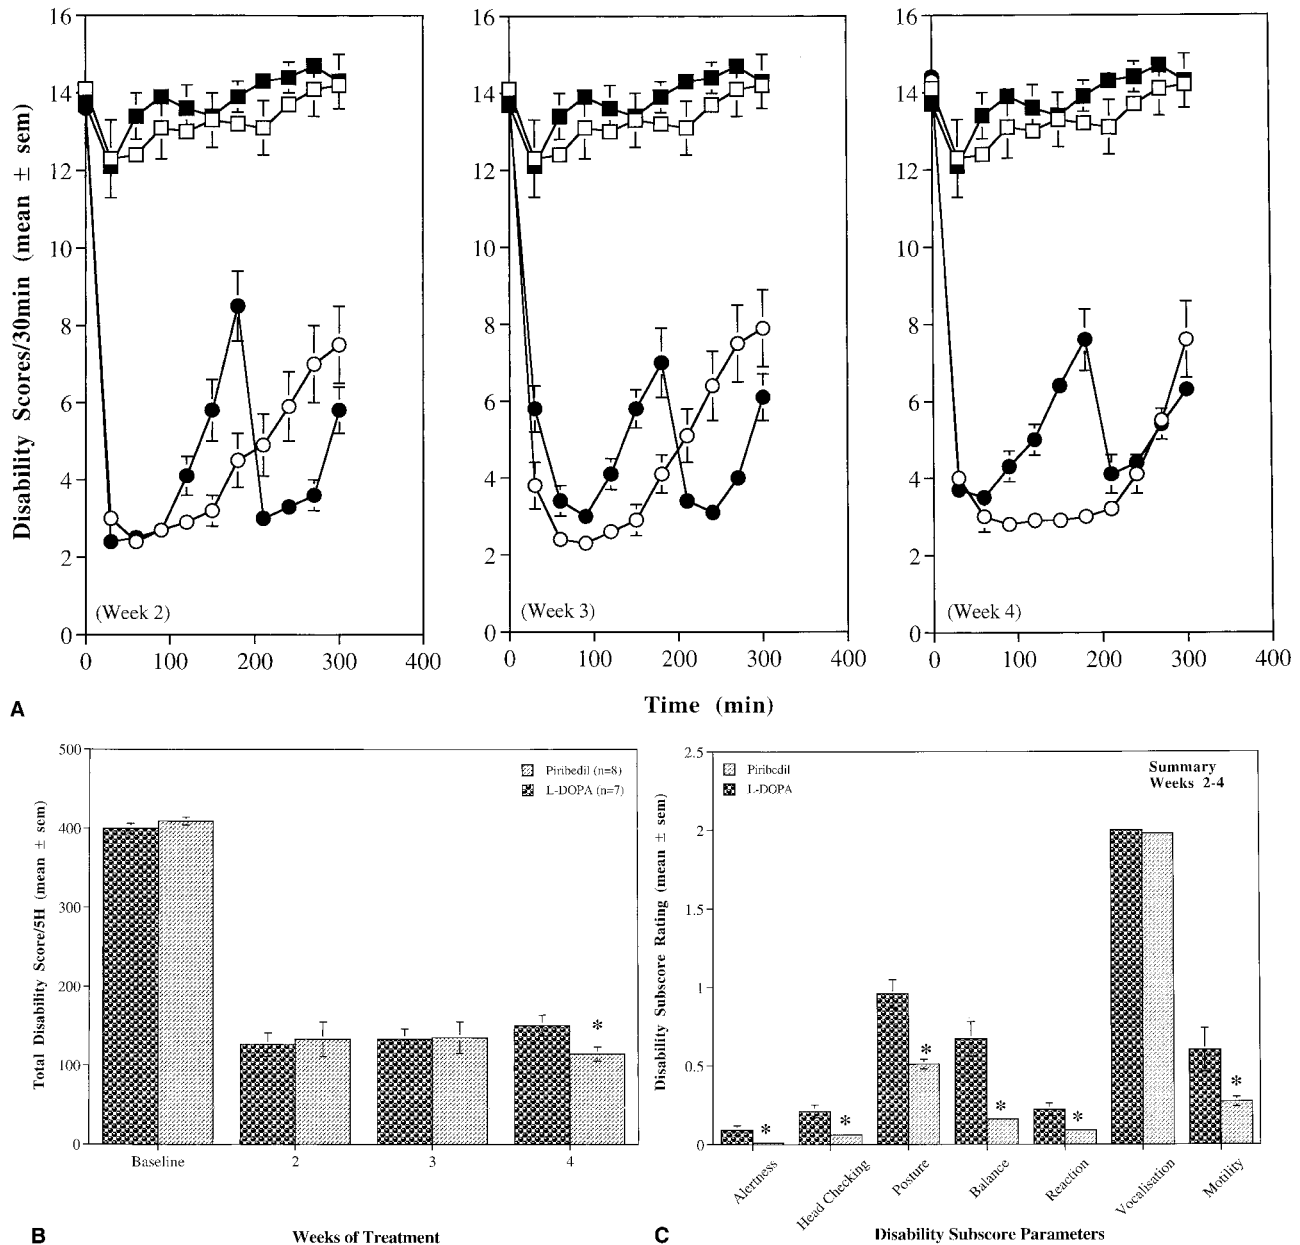 Disability Scores/30min (mean ± sem)
16
14
12
10
8
6
4
2
0
(Week 2)
0 100 200 300 400
16
14
12
10
8
6
4
2
0
(Week 3)
0 100 200 300 400
16
14
12
10
8
6
4
2
0
(Week 4)
0 100 200 300 400
Time (min)
A
Total Disability Score/5H (mean ± sem)
500
400
300
200
100
0
Piribedil (n=8)
L-DOPA (n=7)
*
Baseline 2 3 4
Weeks of Treatment
B
Disability Subscore Rating (mean ± sem)
2.5
2
1.5
1
0.5
0
Piribedil
L-DOPA
Summary
Weeks 2-4
* * * * * *
Alertness
Head Checking
Posture
Balance
Reaction
Vocalisation
Motility
Disability Subscore Parameters
C